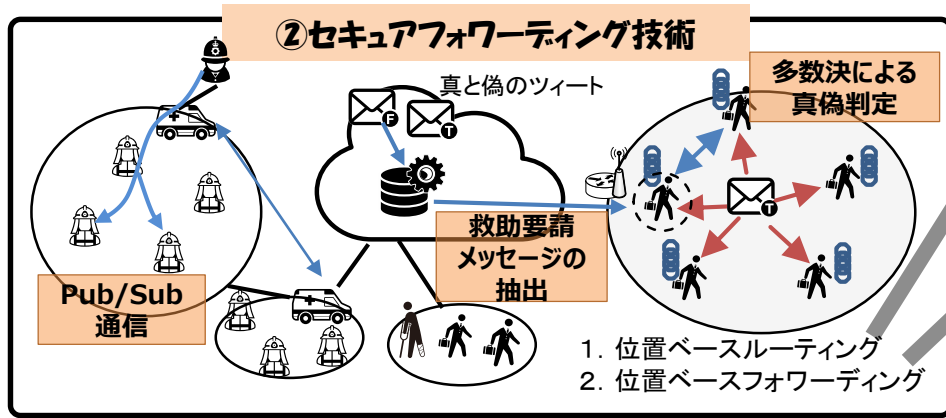 ②セキュアフォワーディング技術
真と偽のツィート
F
T
多数決による
真偽判定
T
救助要請
メッセージの
抽出
Pub/Sub
通信
1．位置ベースルーティング
2．位置ベースフォワーディング